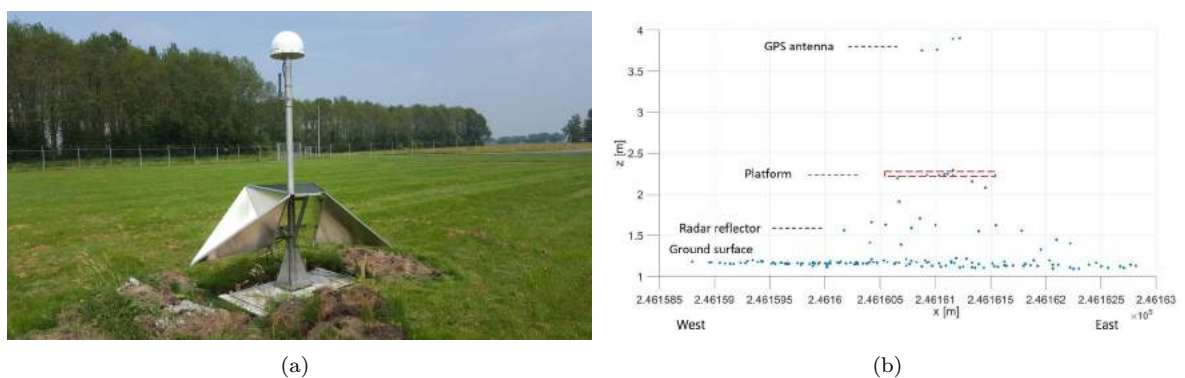 4
GPS antenna
3.5
3
z [m]
2.5
Platform
2
Radar reflector
1.5
Ground surface
1
2.461585 2.46159 2.461595 2.4616 2.461605 2.46161 2.461615 2.46162 2.461625 2.46163
x [m]
×10⁵
West East
(a) (b)